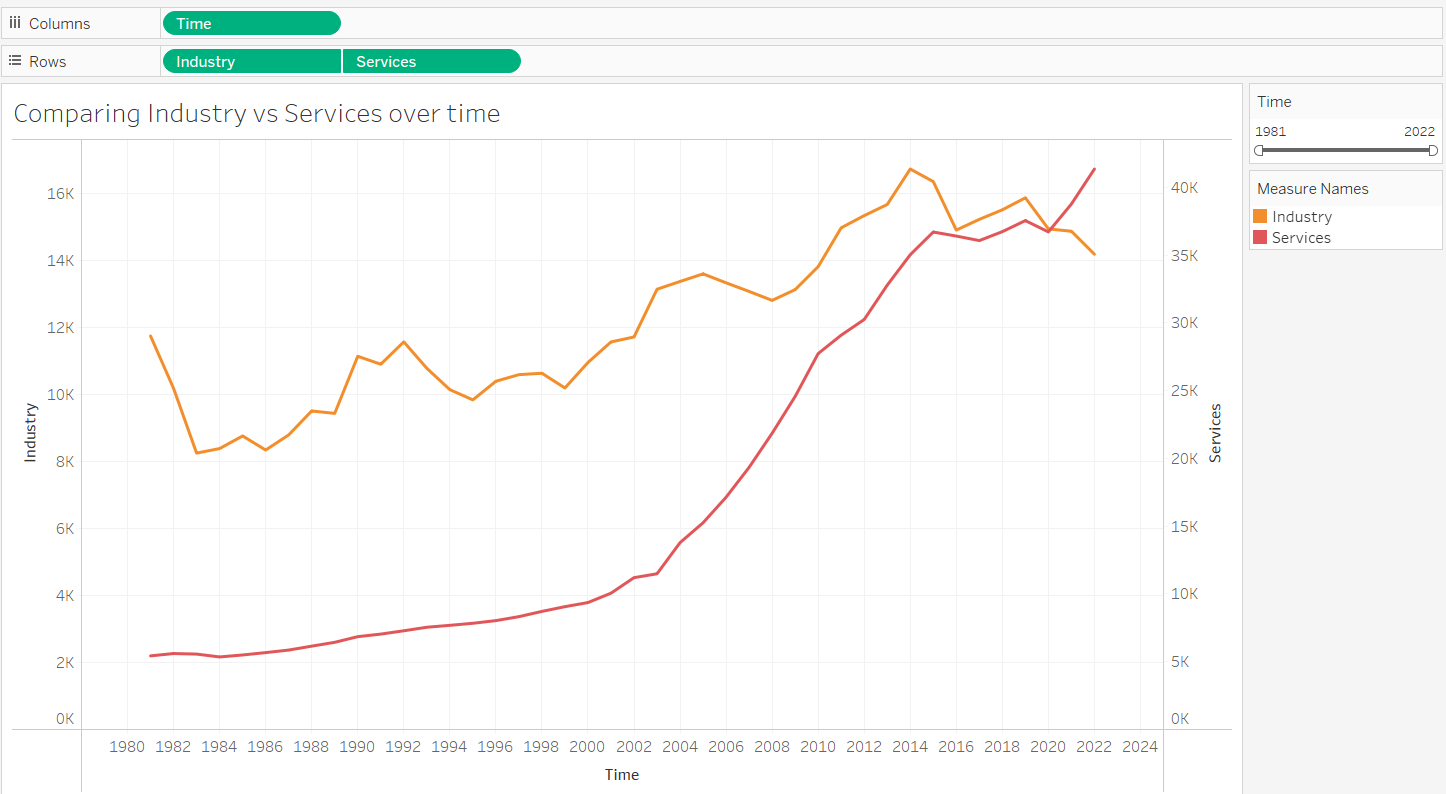 Columns
Time
Rows
Industry Services
Comparing Industry vs Services over time
16K
14K
12K
10K
8K
6K
4K
2K
0K
Industry
40K
35K
30K
25K
20K
15K
10K
5K
0K
Services
1980 1982 1984 1986 1988 1990 1992 1994 1996 1998 2000 2002 2004 2006 2008 2010 2012 2014 2016 2018 2020 2022 2024
Time
Time
1981 2022
Measure Names
Industry
Services